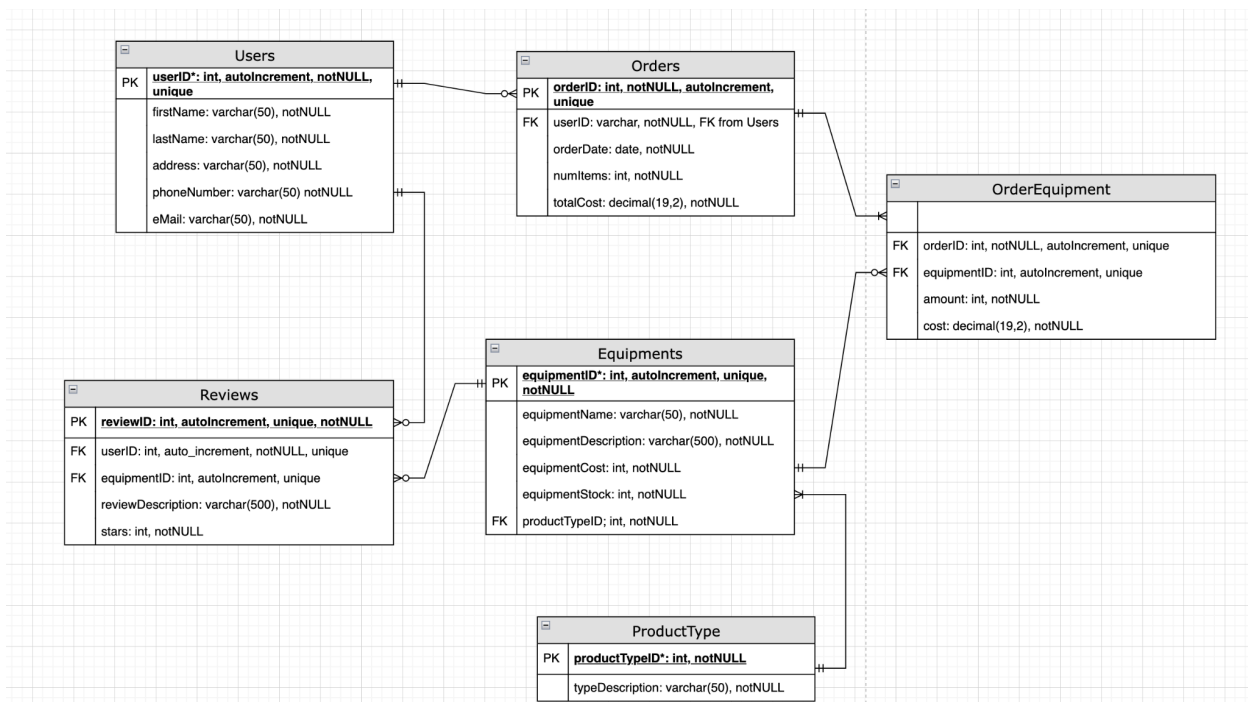 Users
PK
userID*: int, autoIncrement, notNULL,
unique
firstName: varchar(50), notNULL
lastName: varchar(50), notNULL
address: varchar(50), notNULL
phoneNumber: varchar(50) notNULL
eMail: varchar(50), notNULL
Orders
PK
orderID: int, notNULL, autoIncrement,
unique
FK
userID: varchar, notNULL, FK from Users
orderDate: date, notNULL
numItems: int, notNULL
totalCost: decimal(19,2), notNULL
OrderEquipment
FK
orderID: int, notNULL, autoIncrement, unique
FK
equipmentID: int, autoIncrement, unique
amount: int, notNULL
cost: decimal(19,2), notNULL
Reviews
PK
reviewID: int, autoIncrement, unique, notNULL
FK
userID: int, auto_increment, notNULL, unique
FK
equipmentID: int, autoIncrement, unique
reviewDescription: varchar(500), notNULL
stars: int, notNULL
Equipments
PK
equipmentID*: int, autoIncrement, unique,
notNULL
equipmentName: varchar(50), notNULL
equipmentDescription: varchar(500), notNULL
equipmentCost: int, notNULL
equipmentStock: int, notNULL
FK
productTypeID; int, notNULL
ProductType
PK
productTypeID*: int, notNULL
typeDescription: varchar(50), notNULL